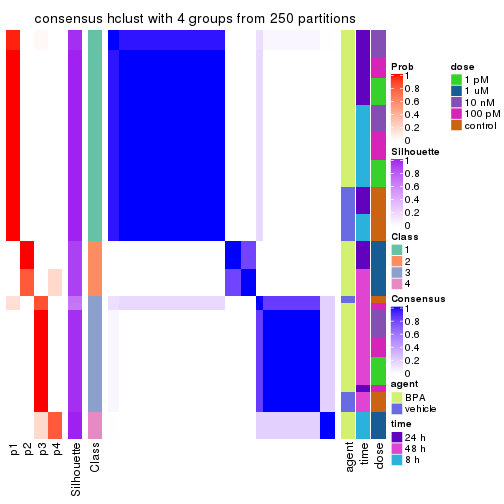 consensus hclust with 4 groups from 250 partitions
Prob
1
0.8
0.6
0.4
0.2
0
dose
1 pM
1 uM
10 nM
100 pM
control
Silhouette
1
0.8
0.6
0.4
0.2
0
Class
1
2
3
4
Consensus
1
0.8
0.6
0.4
0.2
0
agent
BPA
vehicle
time
24 h
48 h
8 h
p1
p2
p3
p4
Silhouette
Class
agent
time
dose